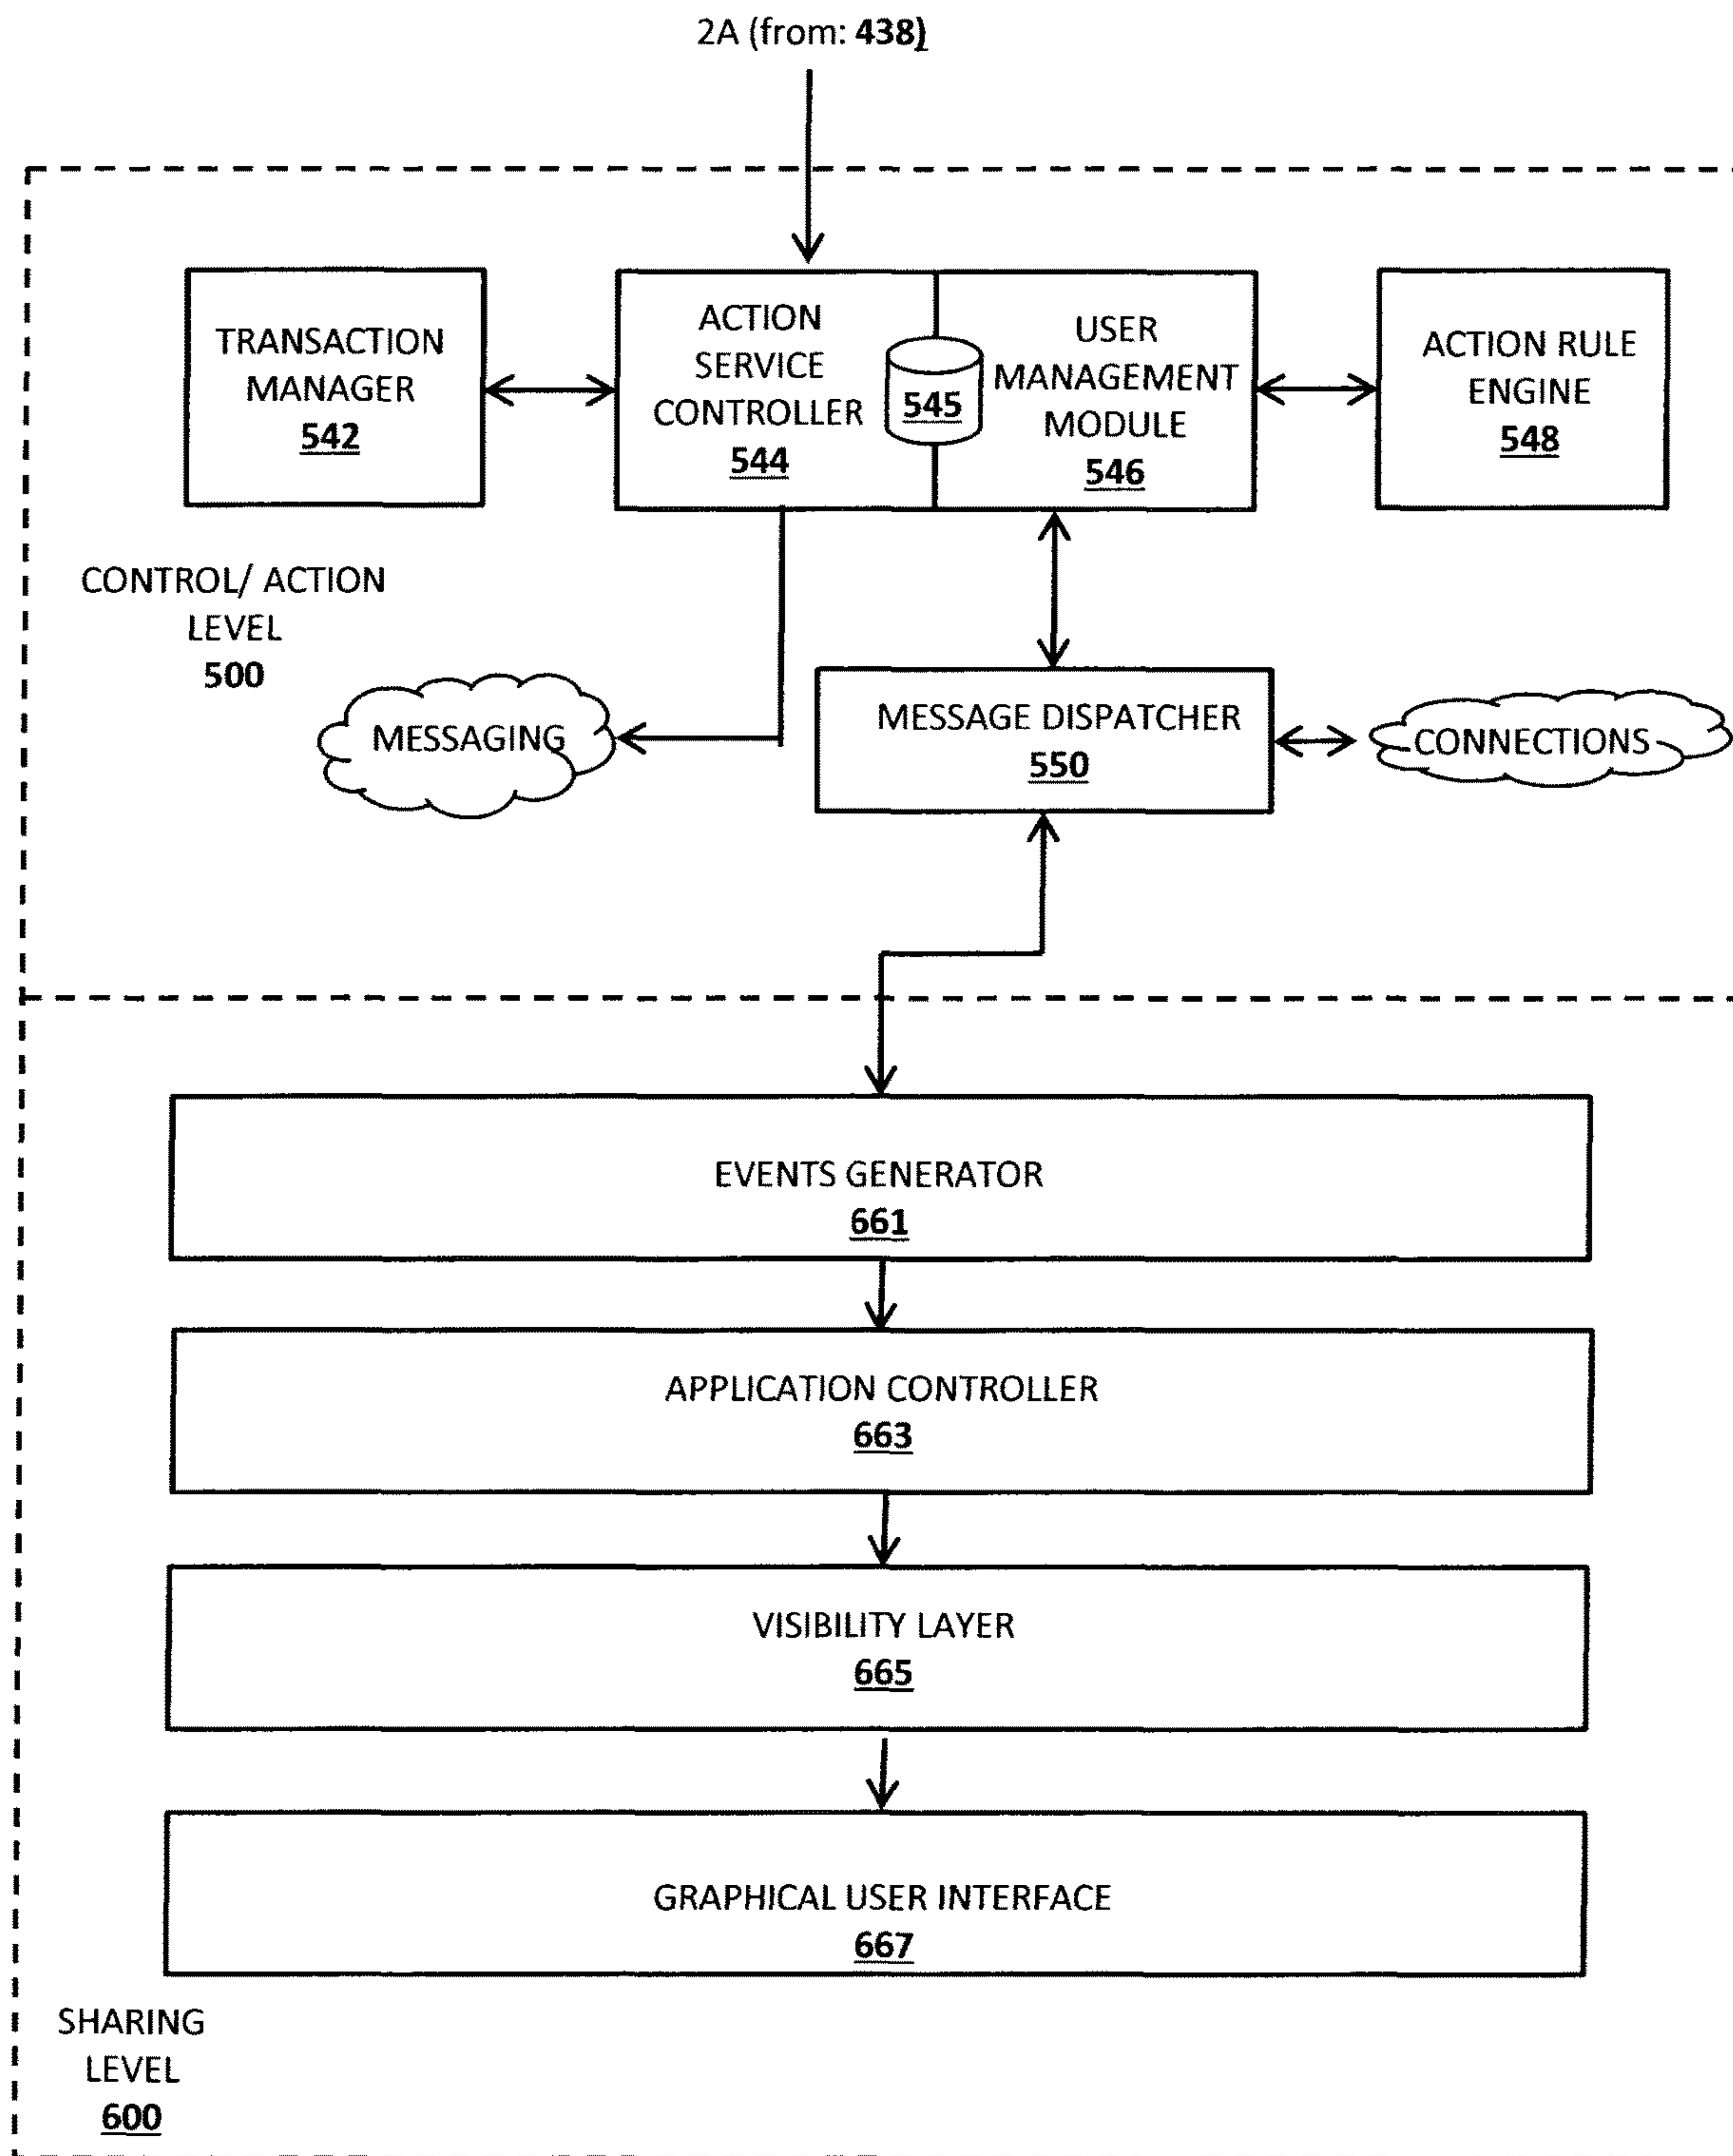 2A (from: 438)
TRANSACTION
MANAGER
542
ACTION
SERVICE
CONTROLLER
544
545
USER
MANAGEMENT
MODULE
546
ACTION RULE
ENGINE
548
CONTROL/ ACTION
LEVEL
500
MESSAGING
MESSAGE DISPATCHER
550
CONNECTIONS
EVENTS GENERATOR
661
APPLICATION CONTROLLER
663
VISIBILITY LAYER
665
GRAPHICAL USER INTERFACE
667
SHARING
LEVEL
600